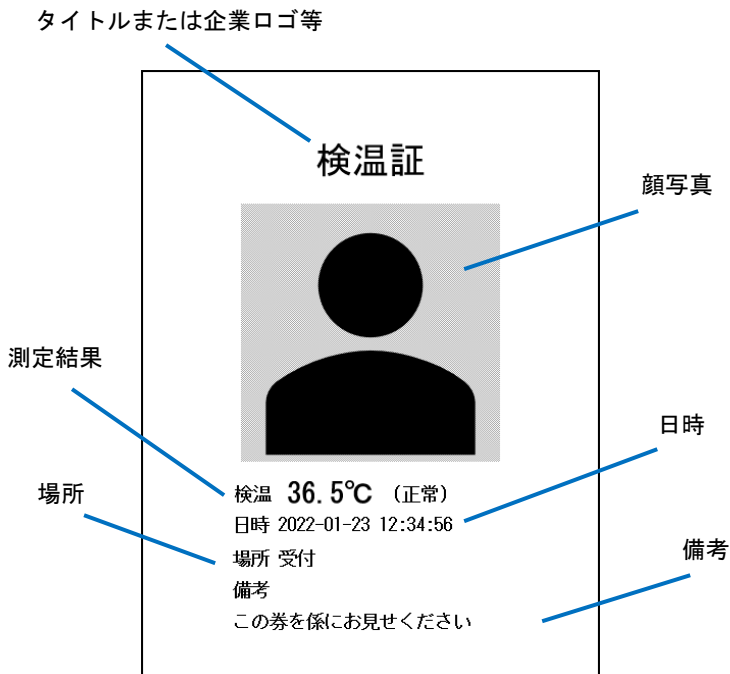 タイトルまたは企業ロゴ等
検温証
顔写真
測定結果
日時
場所
検温 36.5℃ (正常)
日時 2022-01-23 12:34:56
場所 受付
備考
備考
この券を係にお見せください